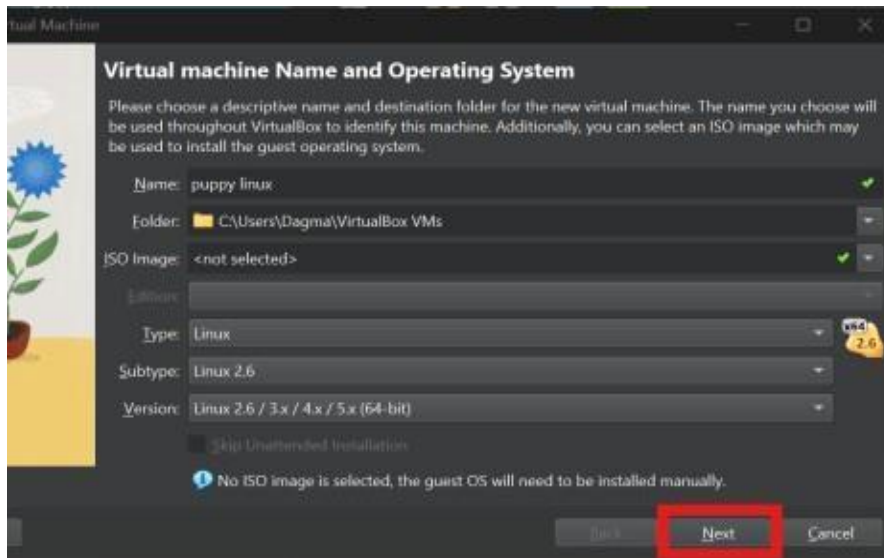 tual Machine
Virtual machine Name and Operating System
Please choose a descriptive name and destination folder for the new virtual machine. The name you choose will
be used throughout VirtualBox to identify this machine. Additionally, you can select an ISO image which may
be used to install the guest operating system.
Name: puppy linux
Folder: C:\Users\Dagma\VirtualBox VMs
ISO Image: <not selected>
Edition:
Type: Linux
x64
2.6
Subtype: Linux 2.6
Version: Linux 2.6 / 3.x / 4.x / 5.x (64-bit)
Skip Unattended Installation
No ISO image is selected, the guest OS will need to be installed manually.
Back Next Cancel